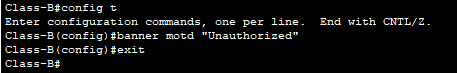 Class-B#config t
Enter configuration commands, one per line.  End with CNTL/Z.
Class-B(config)#banner motd "Unauthorized"
Class-B(config)#exit
Class-B#